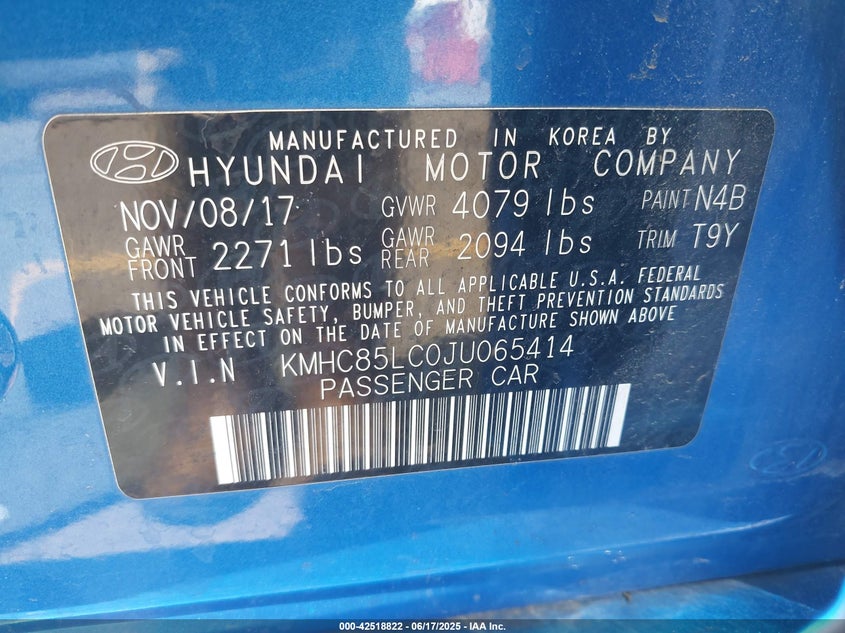 MANUFACTURED IN KOREA BY
HYUNDAI MOTOR COMPANY
NOV/08/17 GVWR 4079 lbs PAINT N4B
GAWR FRONT 2271 lbs GAWR REAR 2094 lbs TRIM T9Y
THIS VEHICLE CONFORMS TO ALL APPLICABLE U.S.A. FEDERAL
MOTOR VEHICLE SAFETY, BUMPER, AND THEFT PREVENTION STANDARDS
IN EFFECT ON THE DATE OF MANUFACTURE SHOWN ABOVE
V.I.N KMHC85LC0JU065414
PASSENGER CAR
000-42518822 - 06/17/2025 - IAA Inc.